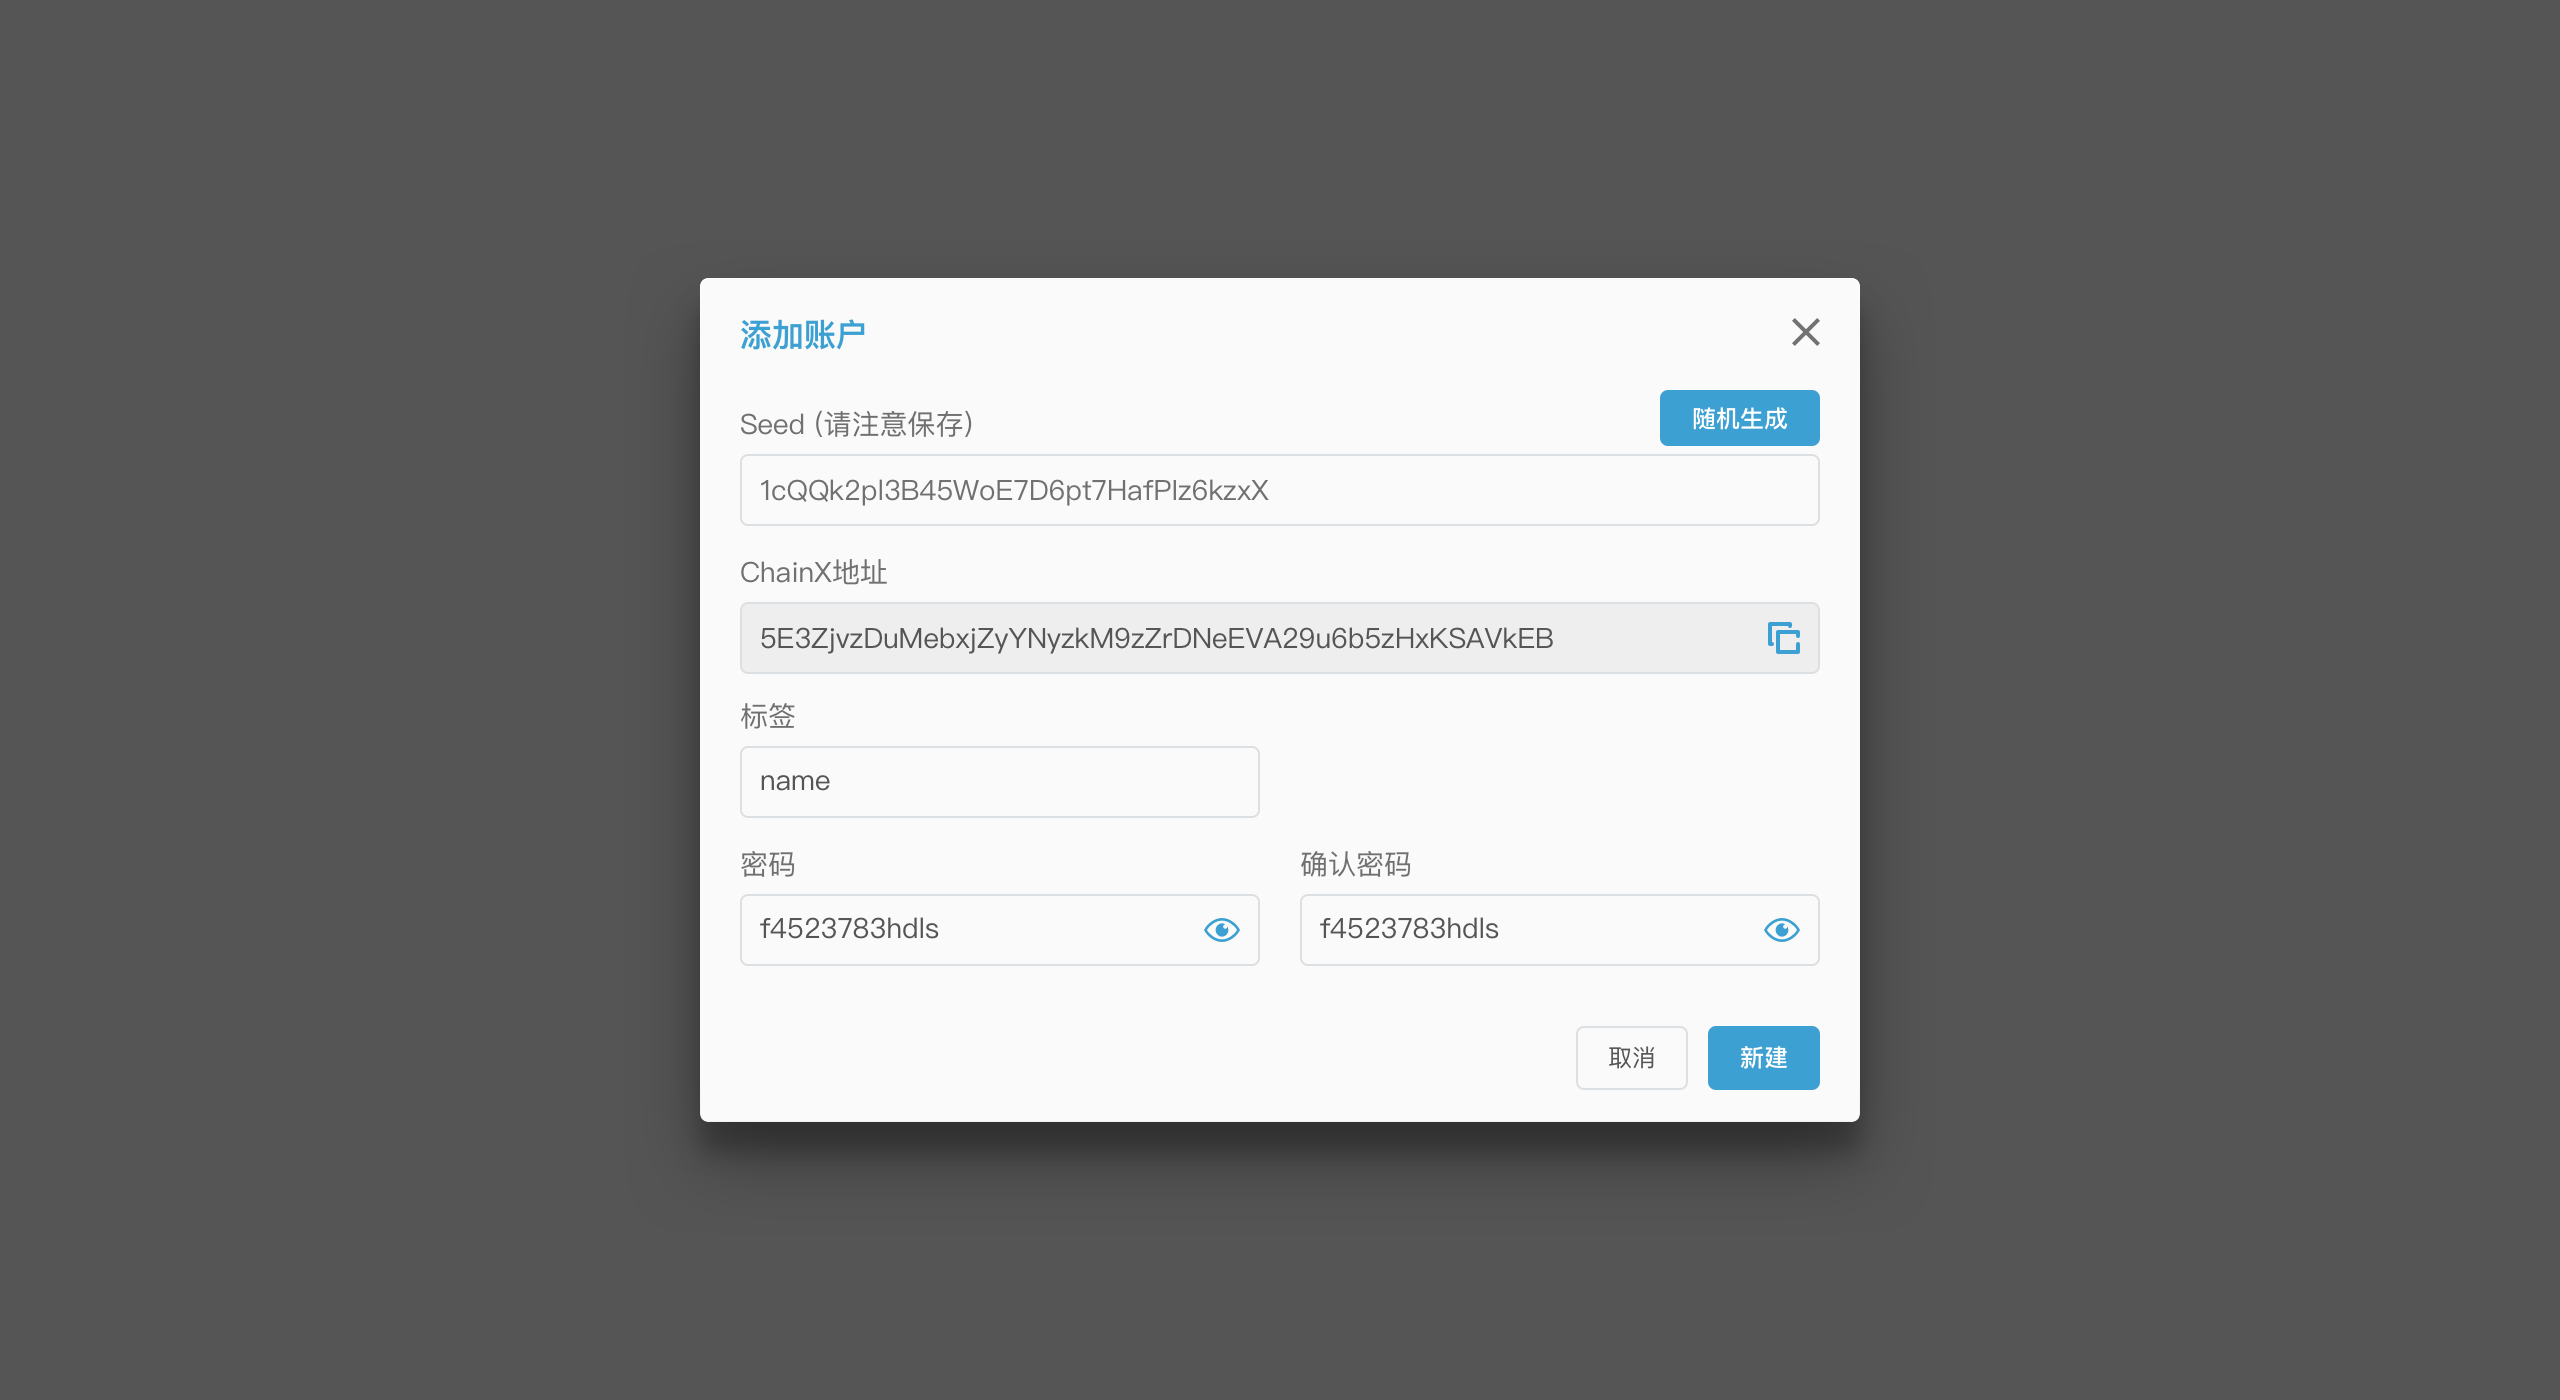 添加账户
Seed (请注意保存)
随机生成
1cQQk2pl3B45WoE7D6pt7HafPlz6kzxX
ChainX地址
5E3ZjvzDuMebxjZyYNyzkM9zZrDNeEVA29u6b5zHxKSAVkEB
标签
name
密码
确认密码
f4523783hdls
f4523783hdls
取消
新建